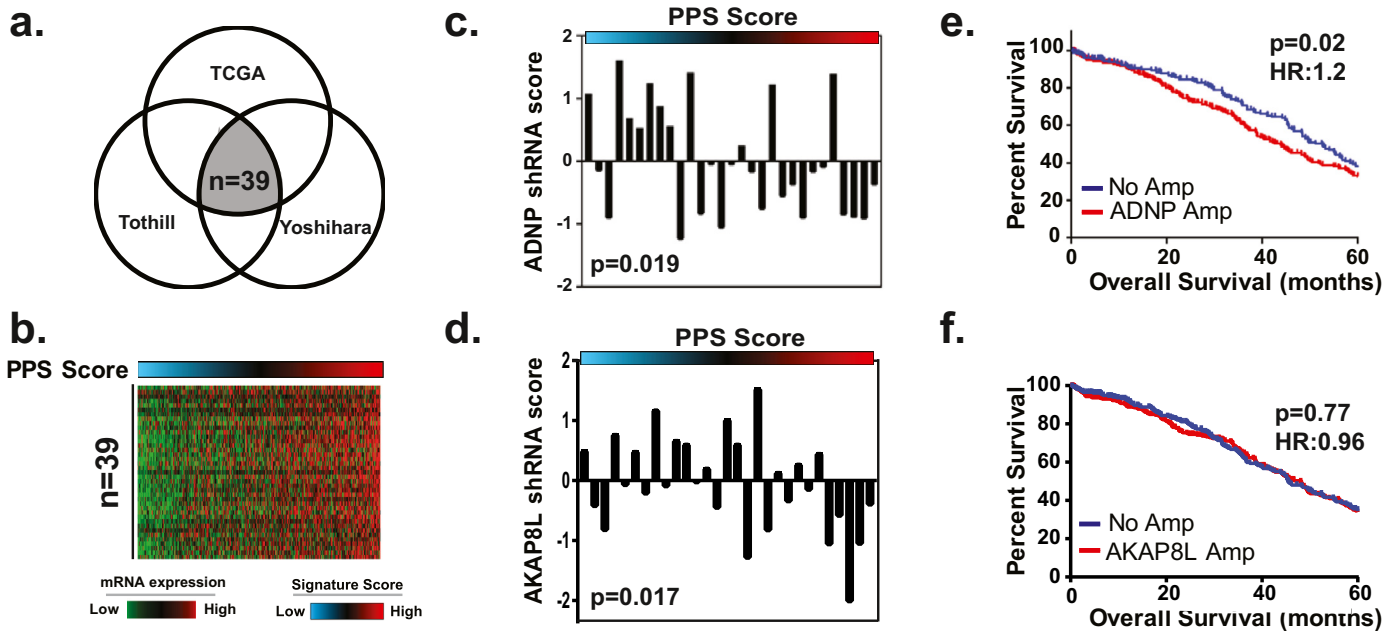 a.
TCGA
n=39
Tothill
Yoshihara
b.
PPS Score
n=39
mRNA expression
Low High
Signature Score
Low High
c.
PPS Score
ADNP shRNA score
2
1
0
-1
-2
p=0.019
d.
PPS Score
AKAP8L shRNA score
2
1
0
-1
-2
p=0.017
e.
p=0.02
HR:1.2
Percent Survival
100
80
60
40
20
0
No Amp
ADNP Amp
0 20 40 60
Overall Survival (months)
f.
p=0.77
HR:0.96
Percent Survival
100
80
60
40
20
0
No Amp
AKAP8L Amp
0 20 40 60
Overall Survival (months)